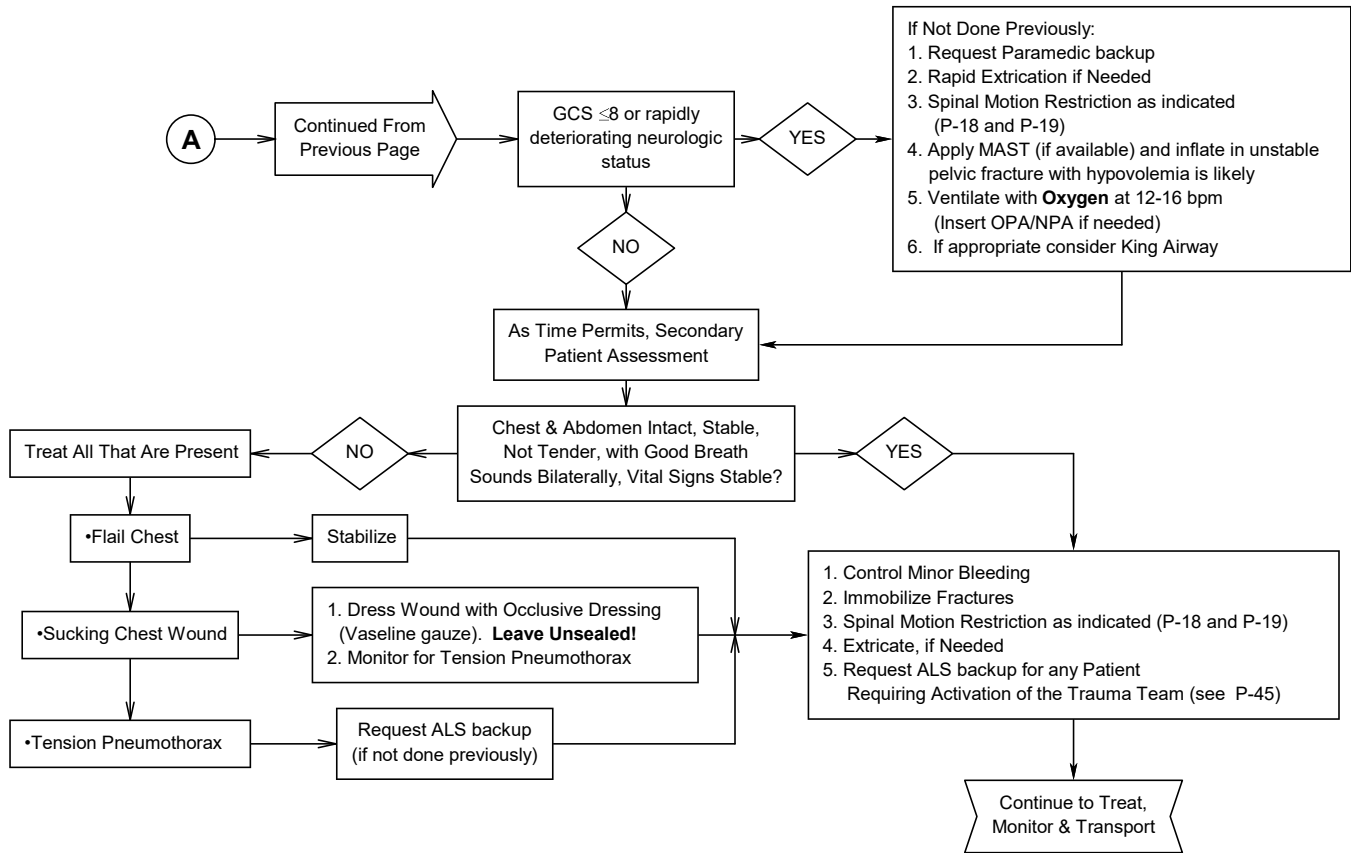 A
Continued From
Previous Page
GCS ≤8 or rapidly
deteriorating neurologic
status
YES
If Not Done Previously:
1. Request Paramedic backup
2. Rapid Extrication if Needed
3. Spinal Motion Restriction as indicated
(P-18 and P-19)
4. Apply MAST (if available) and inflate in unstable
pelvic fracture with hypovolemia is likely
5. Ventilate with Oxygen at 12-16 bpm
(Insert OPA/NPA if needed)
6. If appropriate consider King Airway
NO
As Time Permits, Secondary
Patient Assessment
Chest & Abdomen Intact, Stable,
Not Tender, with Good Breath
Sounds Bilaterally, Vital Signs Stable?
NO
YES
Treat All That Are Present
•Flail Chest
Stabilize
•Sucking Chest Wound
1. Dress Wound with Occlusive Dressing
(Vaseline gauze). Leave Unsealed!
2. Monitor for Tension Pneumothorax
•Tension Pneumothorax
Request ALS backup
(if not done previously)
1. Control Minor Bleeding
2. Immobilize Fractures
3. Spinal Motion Restriction as indicated (P-18 and P-19)
4. Extricate, if Needed
5. Request ALS backup for any Patient
Requiring Activation of the Trauma Team (see P-45)
Continue to Treat,
Monitor & Transport